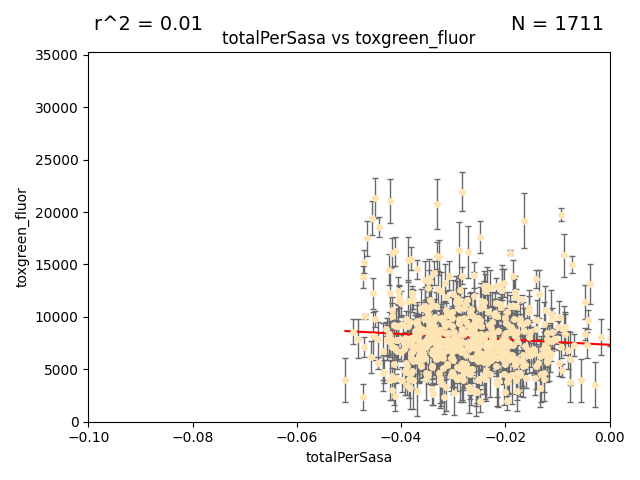 r^2 = 0.01
N = 1711
totalPerSasa vs toxgreen_fluor
toxgreen_fluor
35000
30000
25000
20000
15000
10000
5000
0
−0.10
−0.08
−0.06
−0.04
−0.02
0.00
totalPerSasa